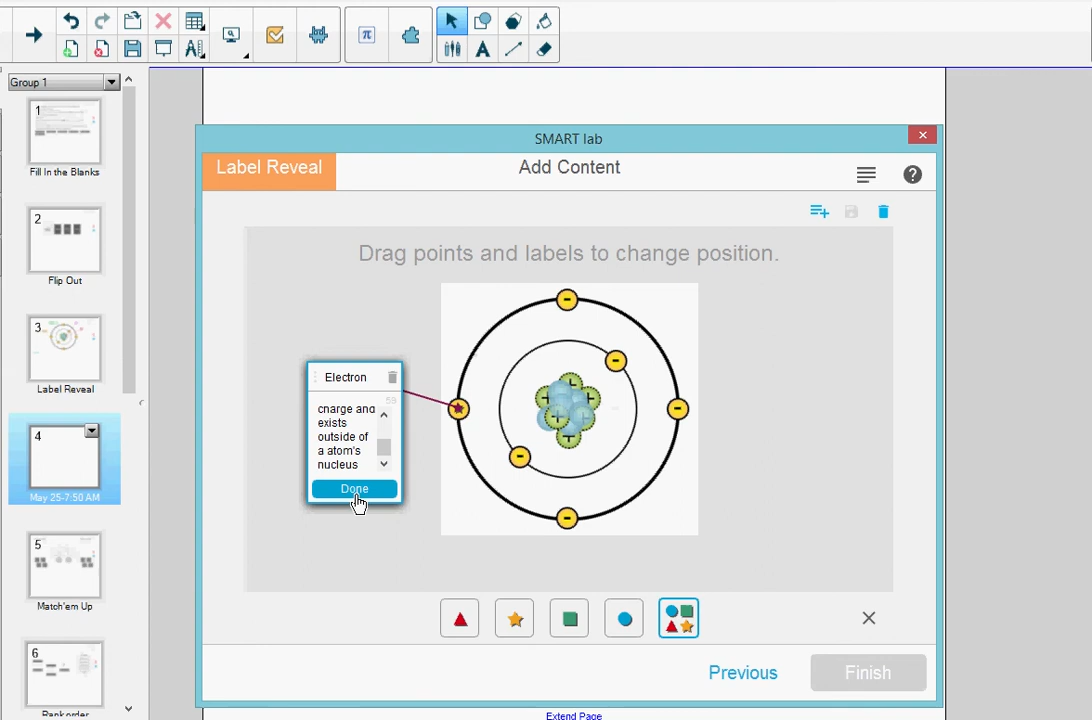 Group 1
1
Fill In the Blanks
2
Flip Out
3
Label Reveal
4
May 25-7:50 AM
5
Match'em Up
6
Rank order
π
A
SMART lab
Label Reveal
Add Content
?
Drag points and labels to change position.
Electron
59
charge and
exists
outside of
a atom's
nucleus
Done
Previous
Finish
Extend Page